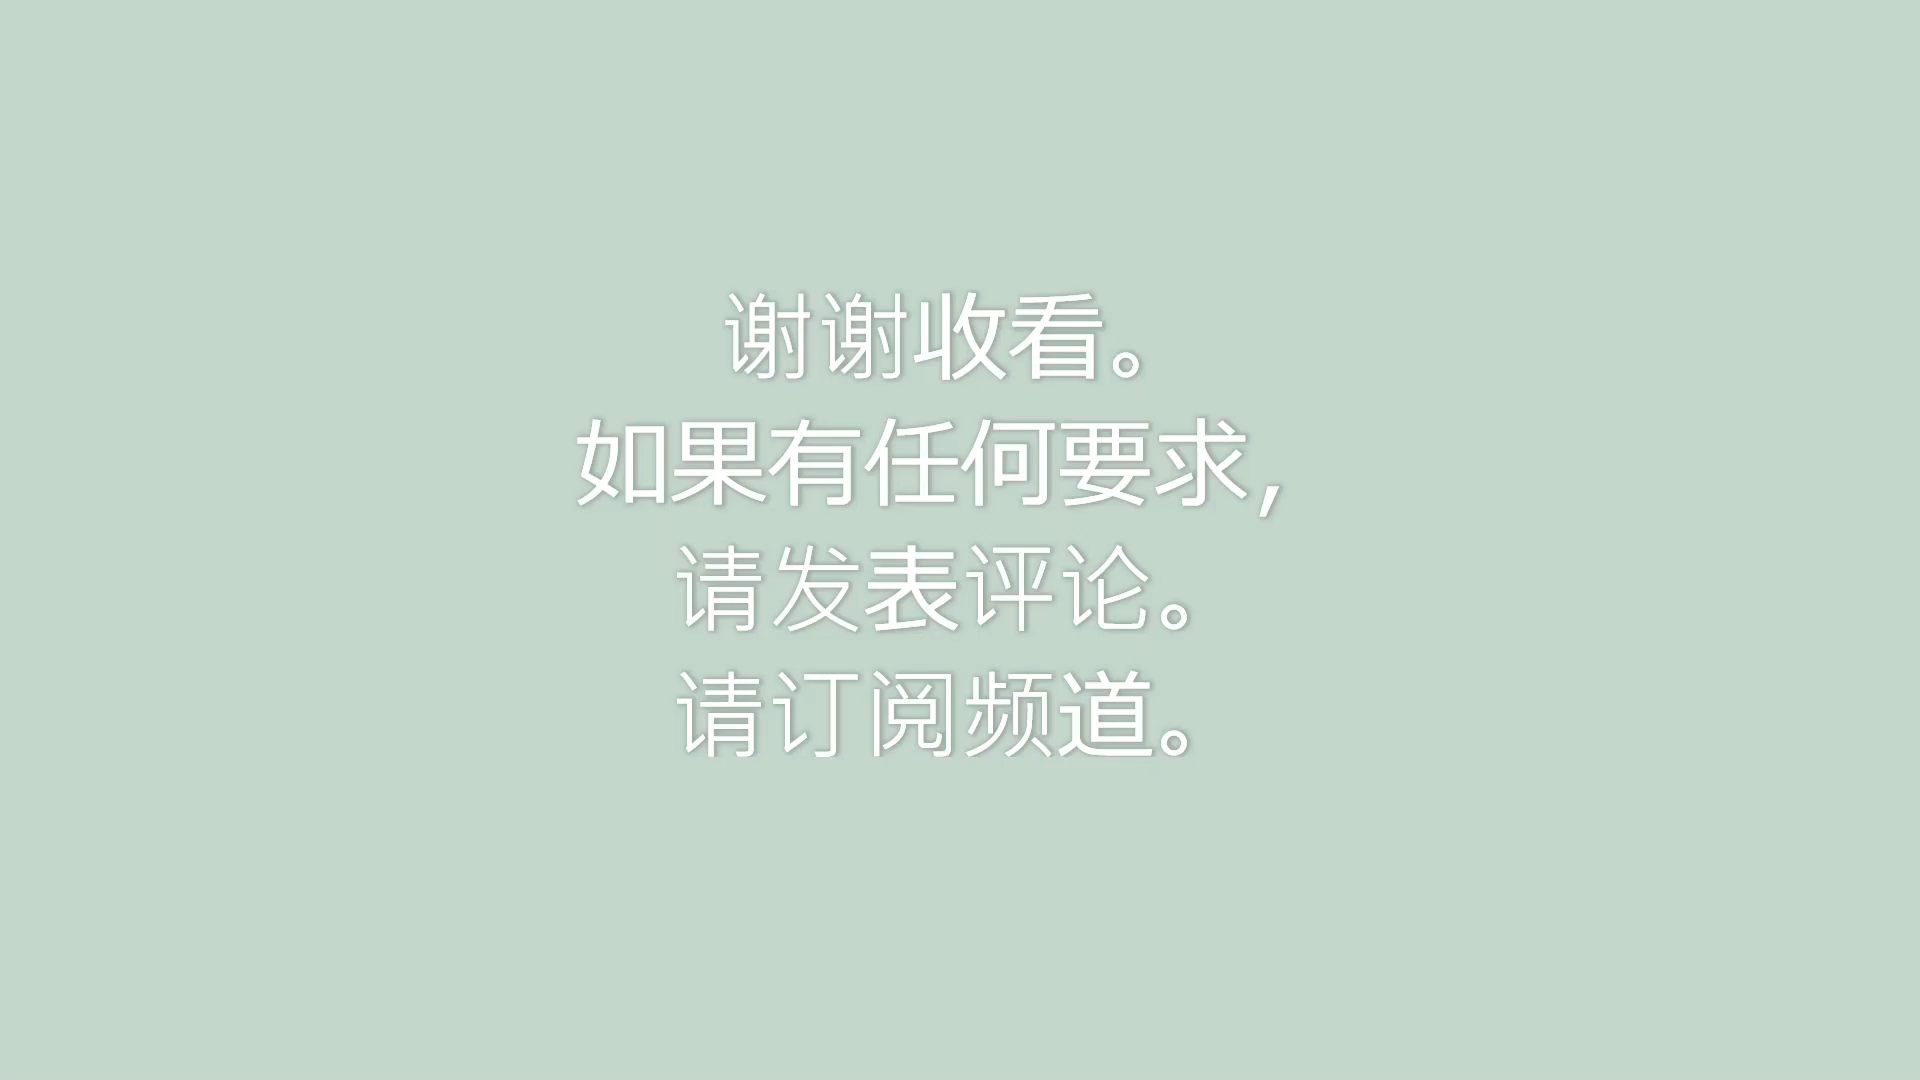 谢谢收看。
如果有任何要求，
请发表评论。
请订阅频道。